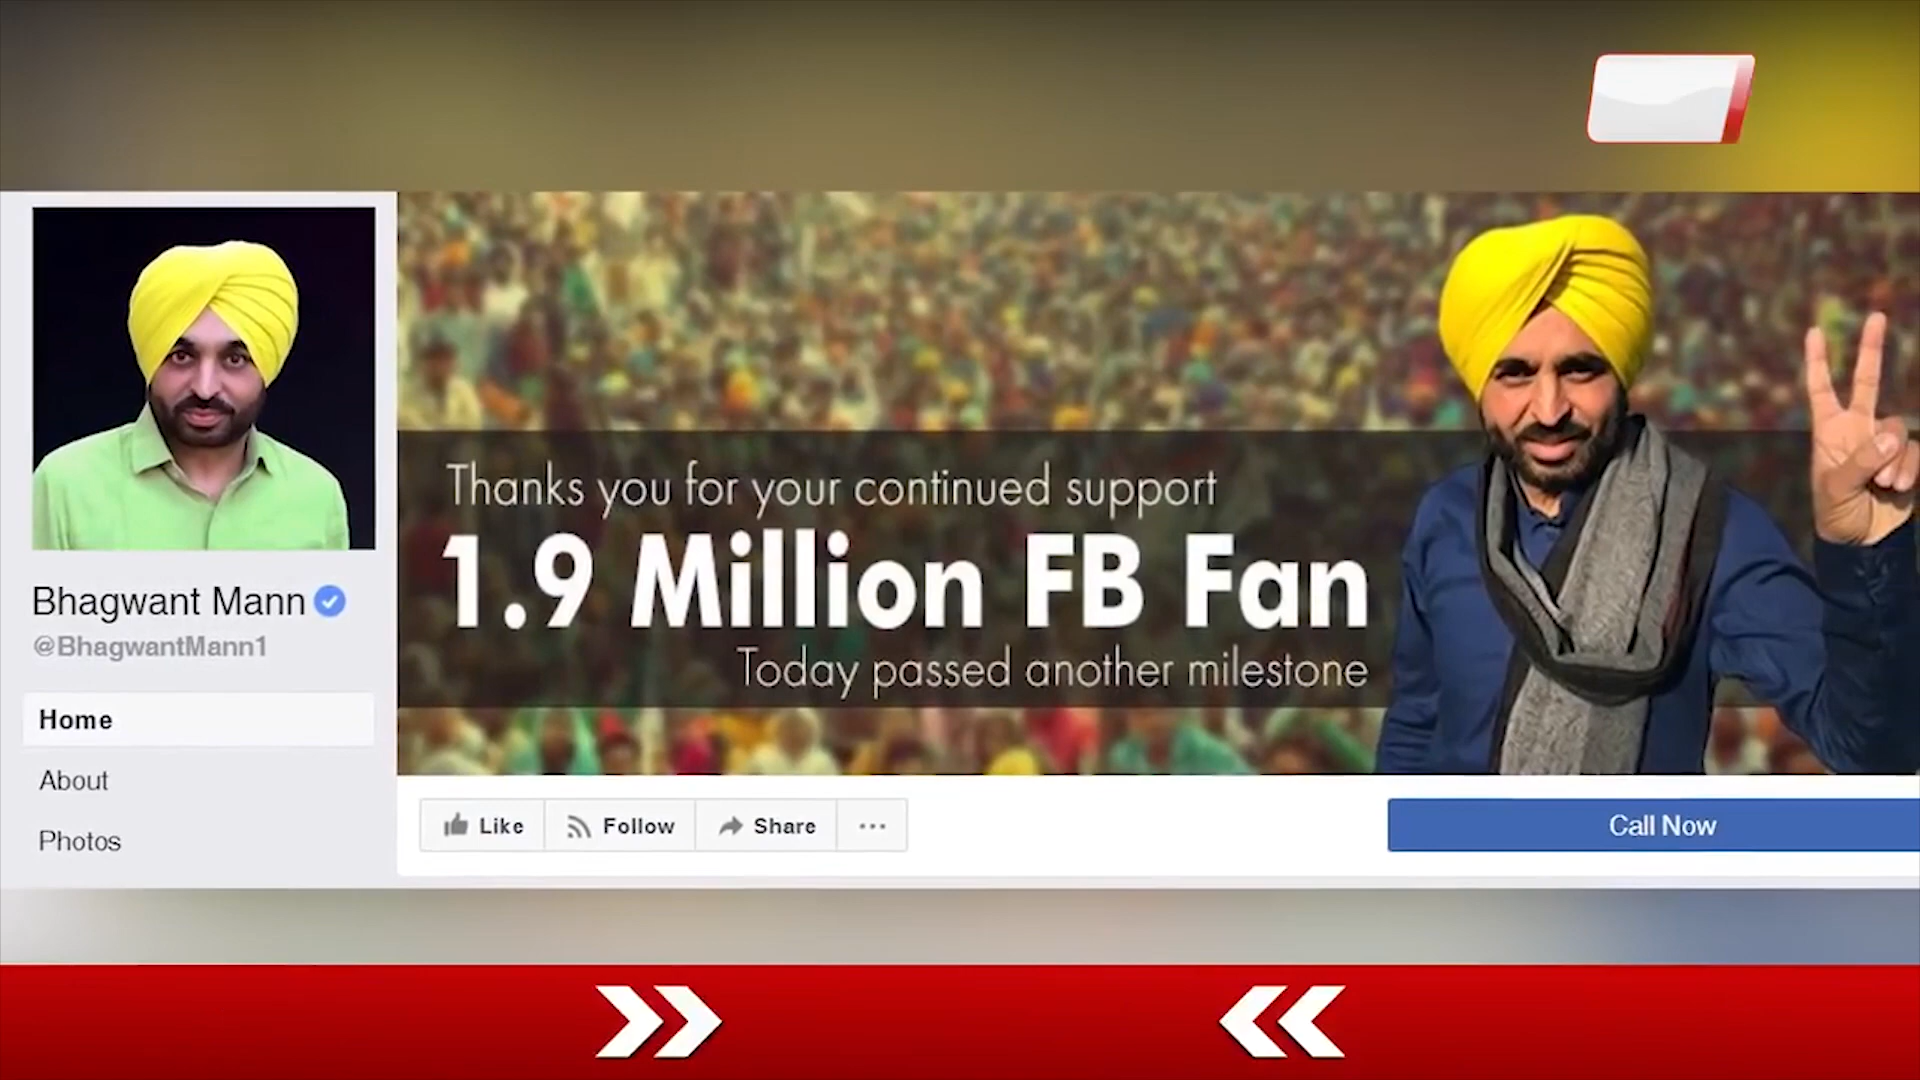 Bhagwant Mann
@BhagwantMann1
Home
About
Photos
Thanks you for your continued support
1.9 Million FB Fan
Today passed another milestone
Like
Follow
Share
Call Now